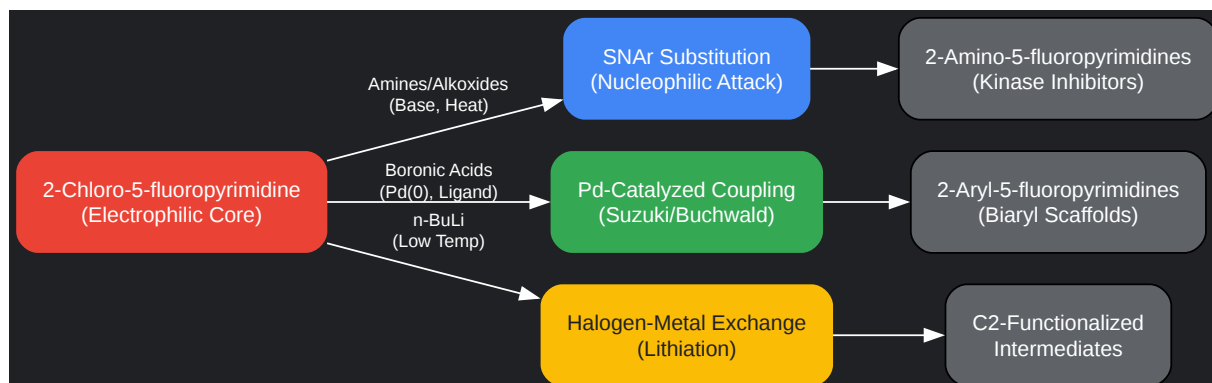 SNAr Substitution
(Nucleophilic Attack)
2-Amino-5-fluoropyrimidines
(Kinase Inhibitors)
Amines/Alkoxides
(Base, Heat)
2-Chloro-5-fluoropyrimidine
(Electrophilic Core)
Boronic Acids
(Pd(0), Ligand)
Pd-Catalyzed Coupling
(Suzuki/Buchwald)
2-Aryl-5-fluoropyrimidines
(Biaryl Scaffolds)
n-BuLi
(Low Temp)
Halogen-Metal Exchange
(Lithiation)
C2-Functionalized
Intermediates